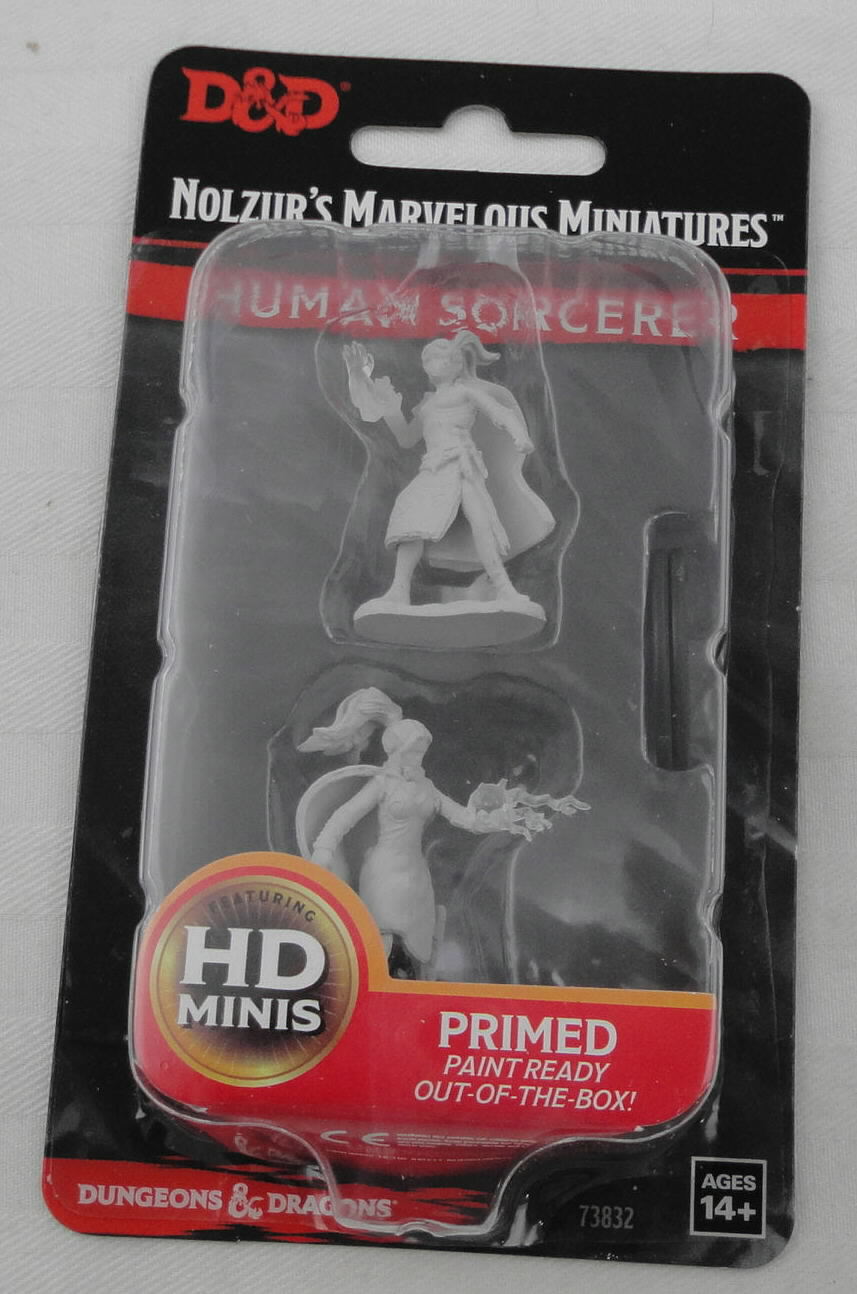 D&D®
NOLZUR'S MARVELOUS MINIATURES™
HUMAN SORCERER
FEATURING
HD
MINIS
PRIMED
PAINT READY
OUT-OF-THE-BOX!
CE
DUNGEONS & DRAGONS®
73832
AGES
14+